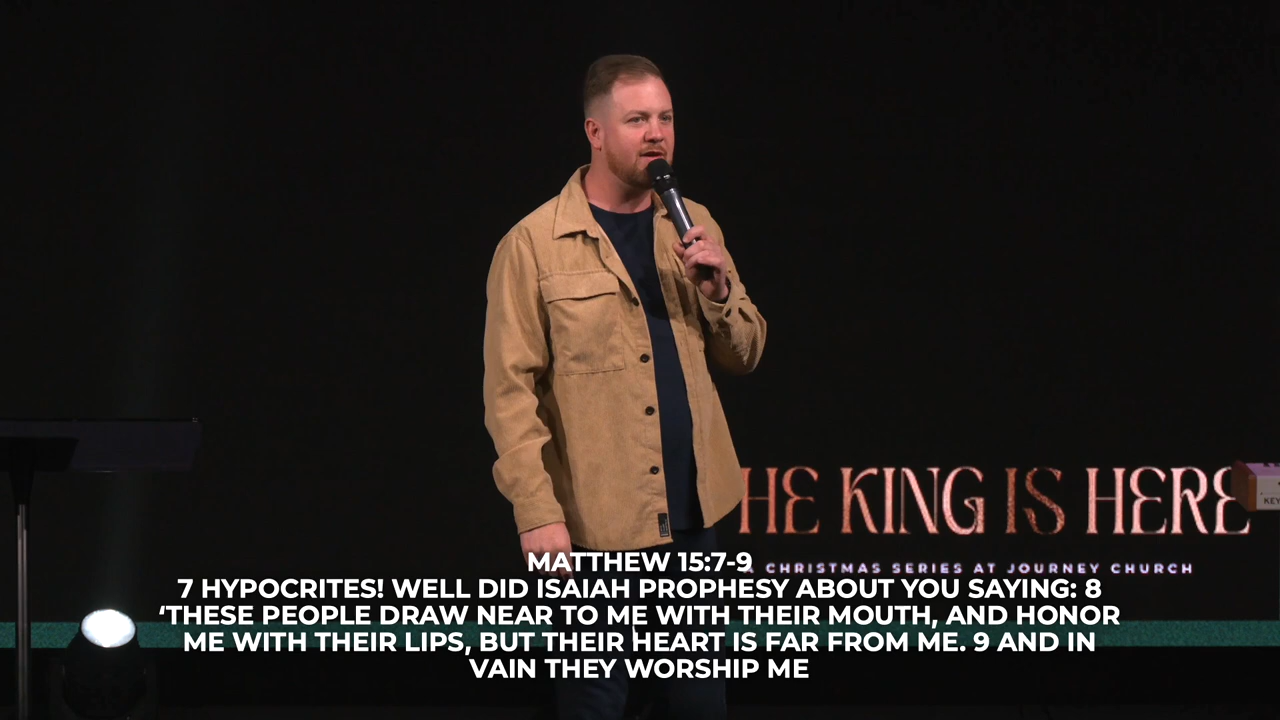 HE KING IS HERE
KEY
A CHRISTMAS SERIES AT JOURNEY CHURCH
MATTHEW 15:7-9
7 HYPOCRITES! WELL DID ISAIAH PROPHESY ABOUT YOU SAYING: 8
‘THESE PEOPLE DRAW NEAR TO ME WITH THEIR MOUTH, AND HONOR
ME WITH THEIR LIPS, BUT THEIR HEART IS FAR FROM ME. 9 AND IN
VAIN THEY WORSHIP ME